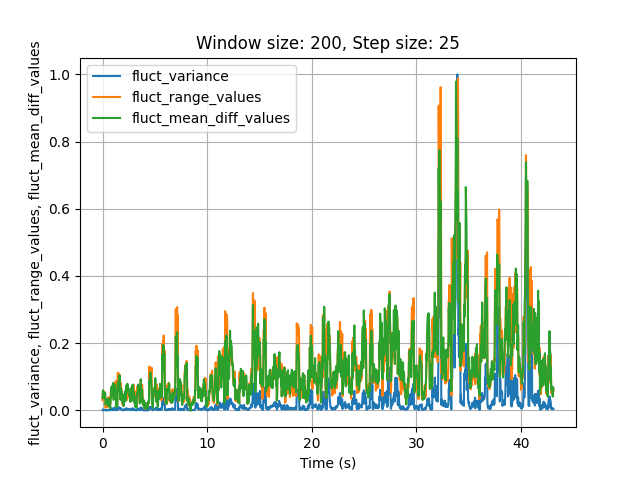 Window size: 200, Step size: 25
fluct_variance, fluct_range_values, fluct_mean_diff_values
1.0
0.8
0.6
0.4
0.2
0.0
fluct_variance
fluct_range_values
fluct_mean_diff_values
0 10 20 30 40
Time (s)